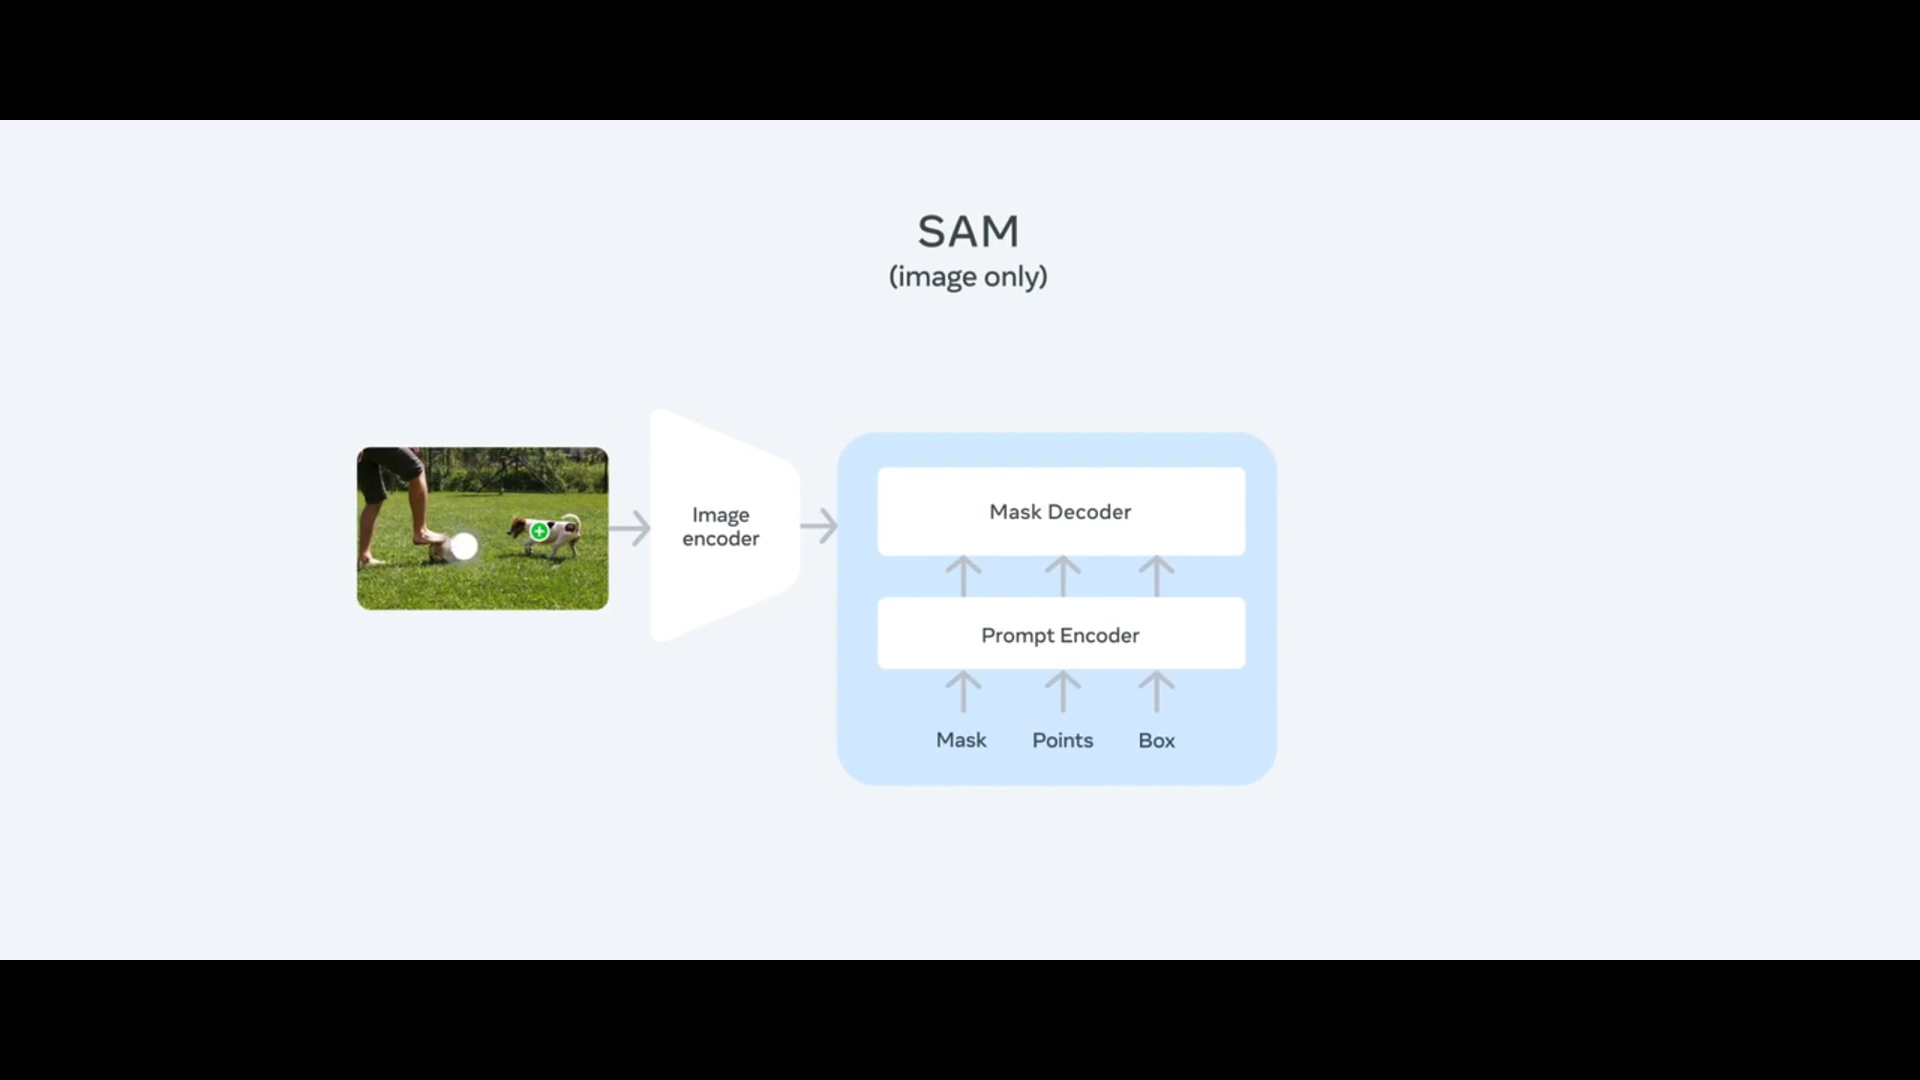 SAM
(image only)
Image
encoder
Mask Decoder
Prompt Encoder
Mask Points Box